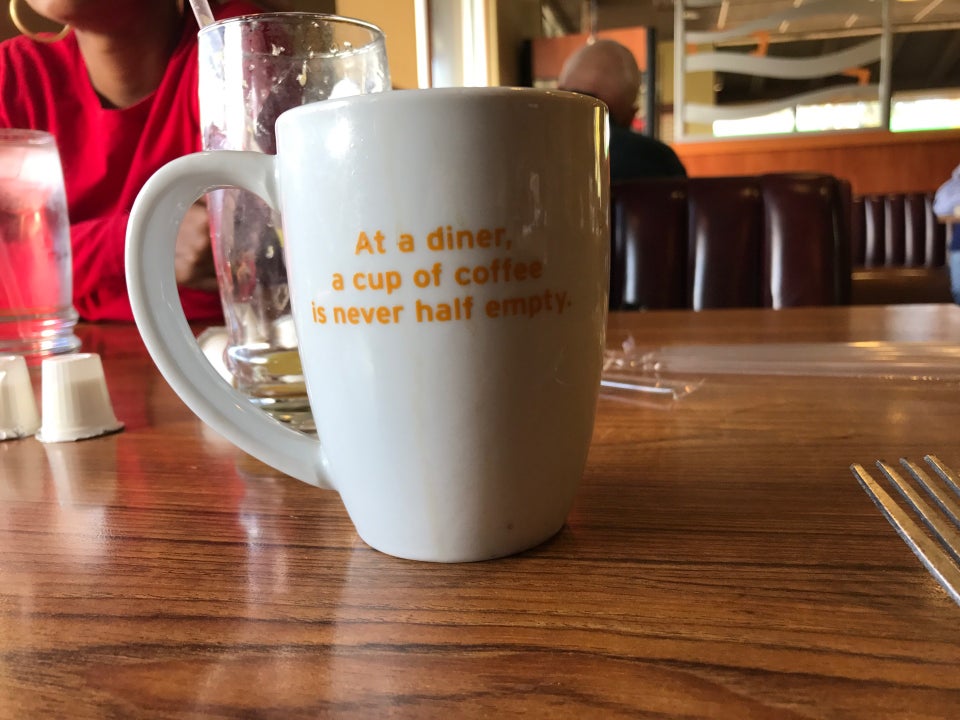 At a diner,
a cup of coffee
is never half empty.